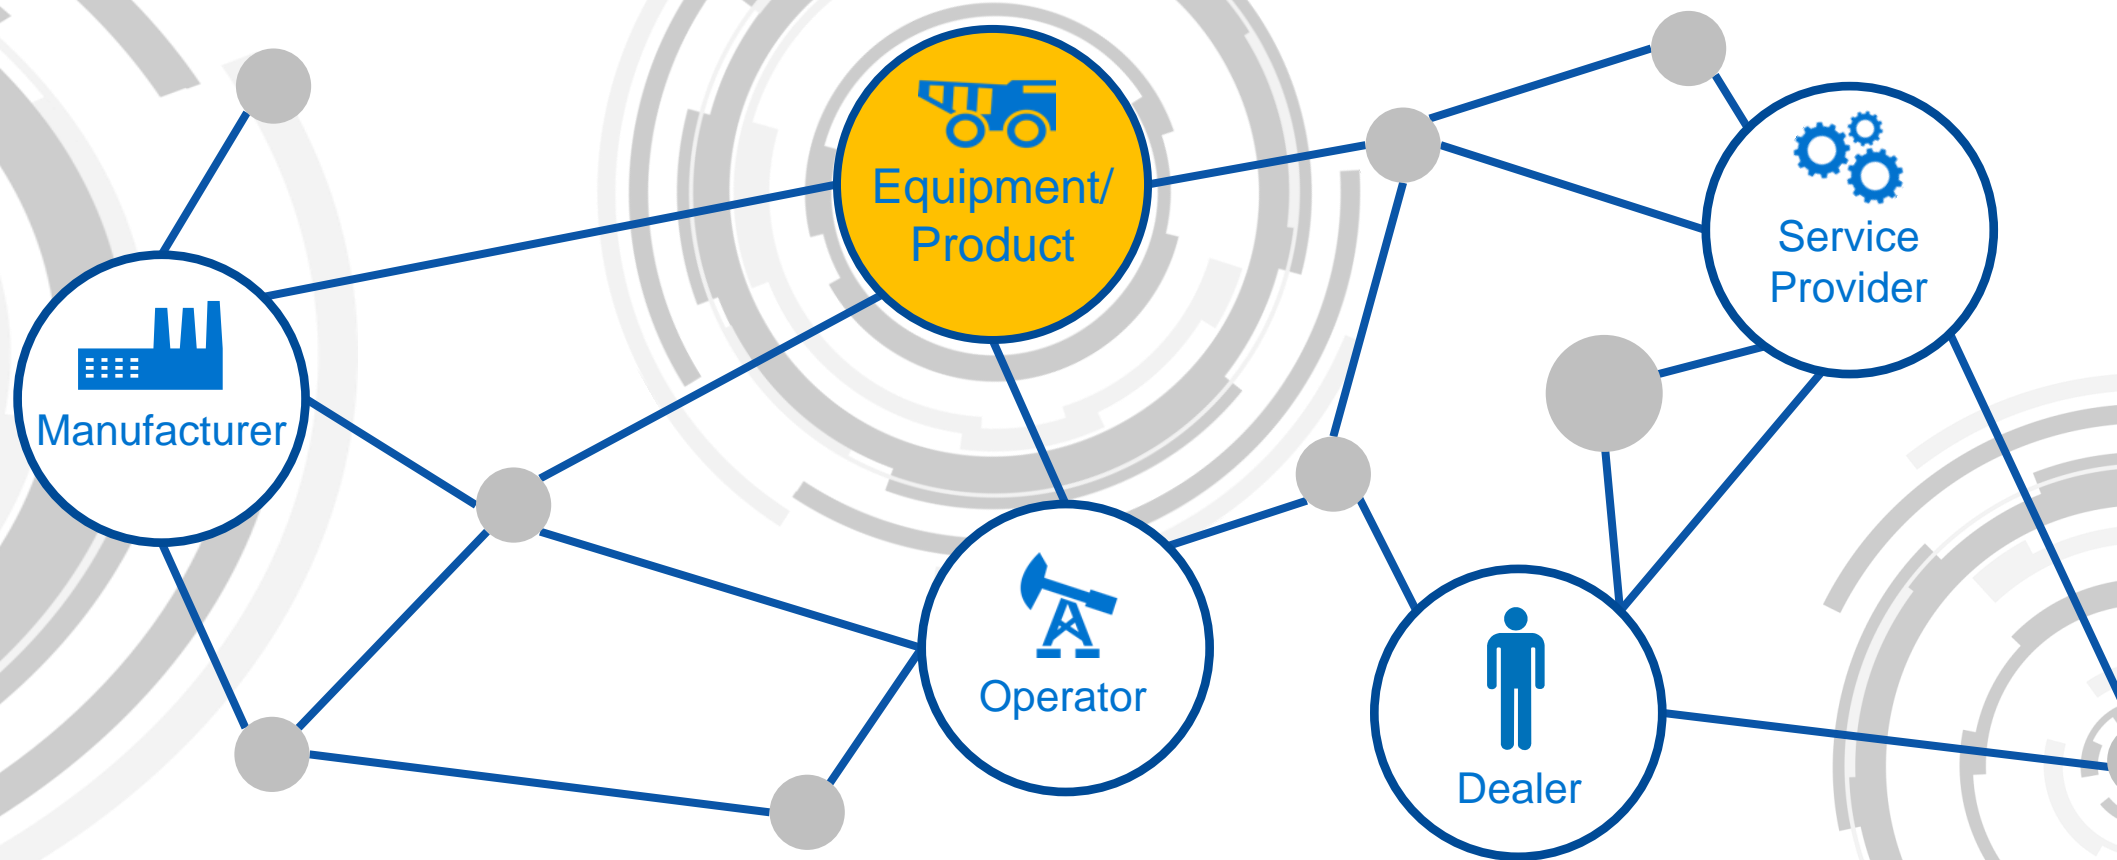 Equipment/
Product
Service
Provider
Manufacturer
Operator
Dealer